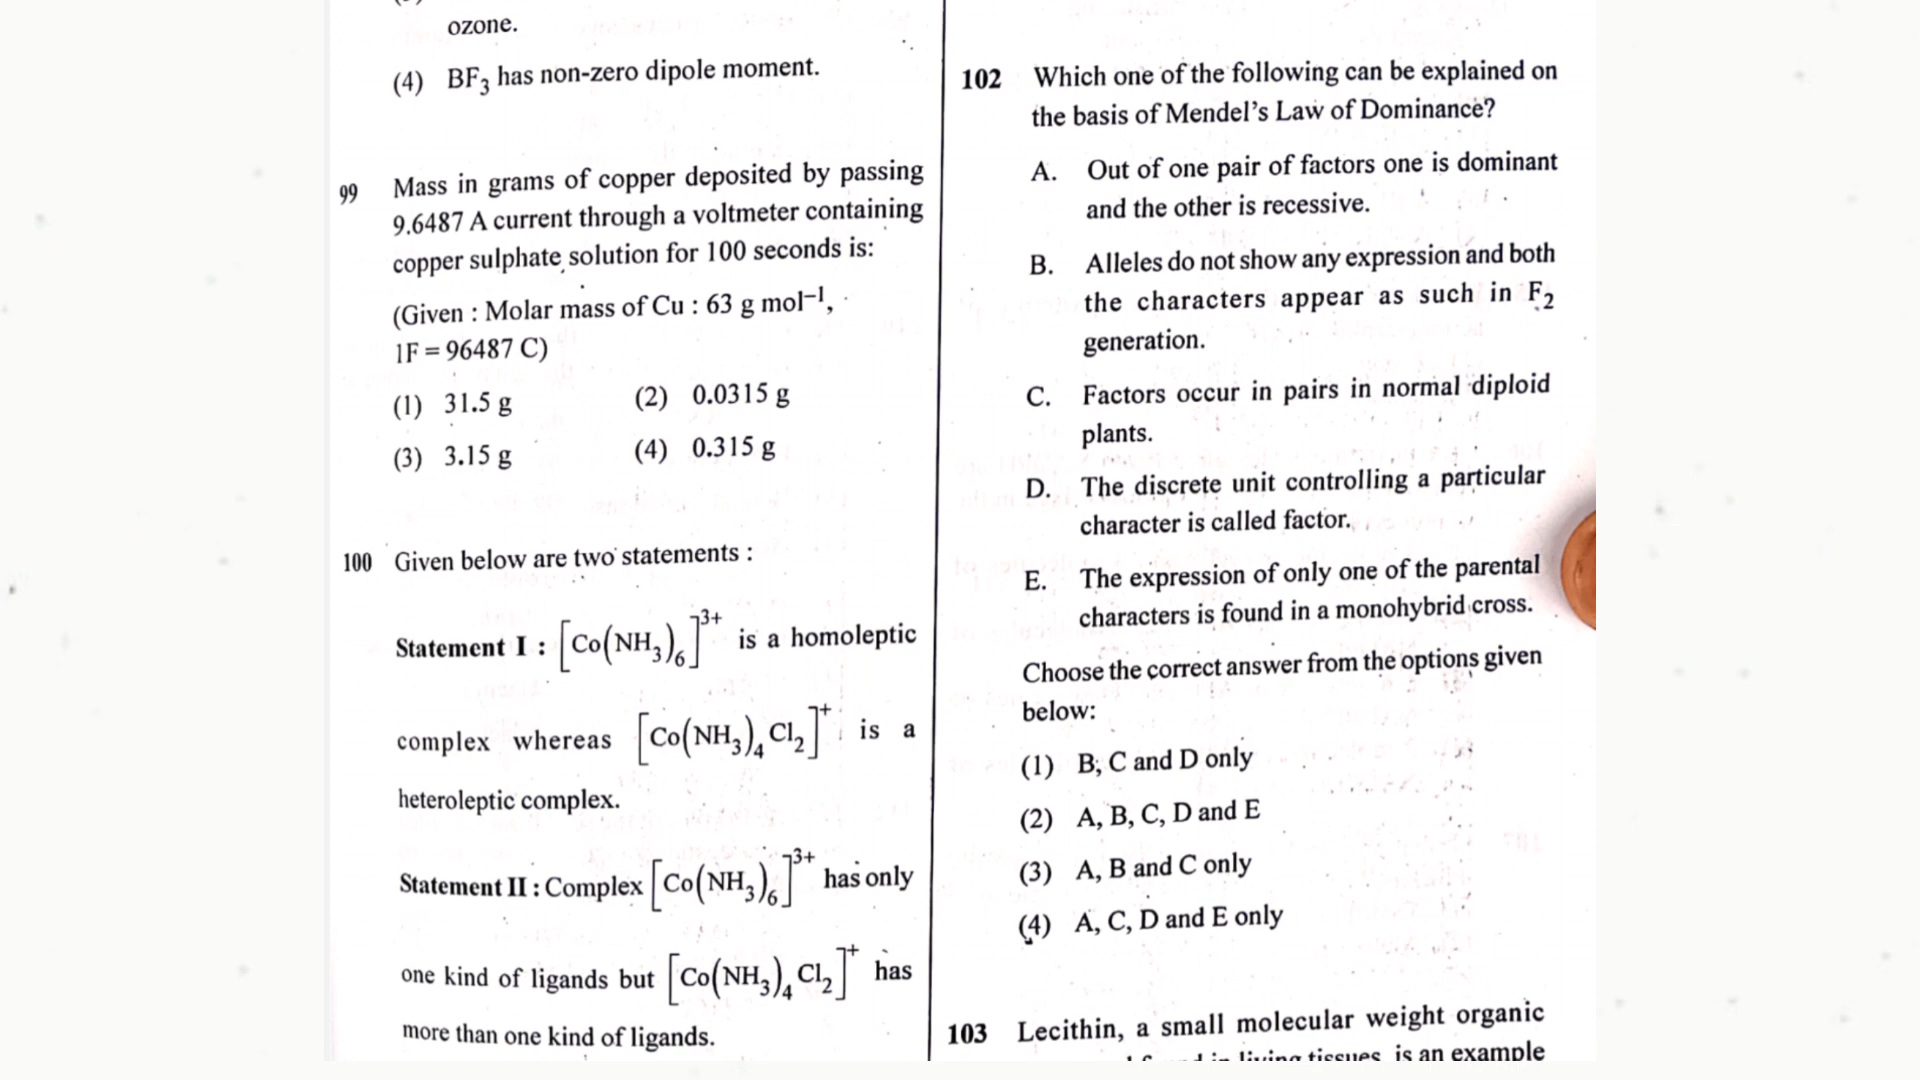 ozone.
(4) BF3 has non-zero dipole moment.
99 Mass in grams of copper deposited by passing
9.6487 A current through a voltmeter containing
copper sulphate solution for 100 seconds is:
(Given : Molar mass of Cu : 63 g mol–1,
1F = 96487 C)
(1) 31.5 g (2) 0.0315 g
(3) 3.15 g (4) 0.315 g
100 Given below are two statements :
Statement I : [Co(NH3)6]3+ is a homoleptic
complex whereas [Co(NH3)4 Cl2]+ is a
heteroleptic complex.
Statement II : Complex [Co(NH3)6]3+ has only
one kind of ligands but [Co(NH3)4 Cl2]+ has
more than one kind of ligands.
102 Which one of the following can be explained on
the basis of Mendel's Law of Dominance?
A. Out of one pair of factors one is dominant
and the other is recessive.
B. Alleles do not show any expression and both
the characters appear as such in F2
generation.
C. Factors occur in pairs in normal diploid
plants.
D. The discrete unit controlling a particular
character is called factor.
E. The expression of only one of the parental
characters is found in a monohybrid cross.
Choose the correct answer from the options given
below:
(1) B, C and D only
(2) A, B, C, D and E
(3) A, B and C only
(4) A, C, D and E only
103 Lecithin, a small molecular weight organic
living tissues, is an example